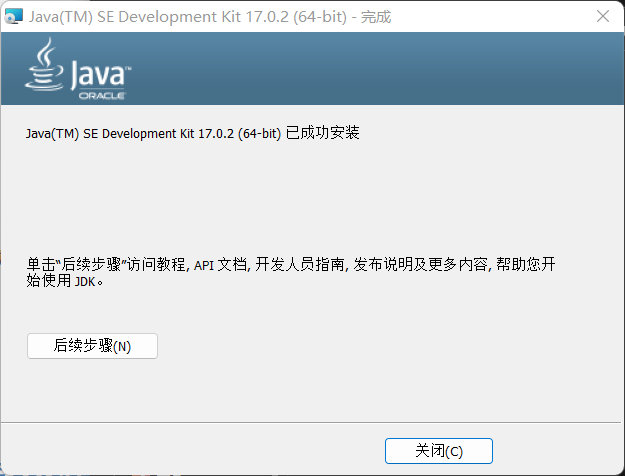 Java(TM) SE Development Kit 17.0.2 (64-bit) - 完成
Java™
ORACLE
Java(TM) SE Development Kit 17.0.2 (64-bit) 已成功安装
单击“后续步骤”访问教程, API 文档, 开发人员指南, 发布说明及更多内容, 帮助您开
始使用 JDK。
后续步骤(N)
关闭(C)